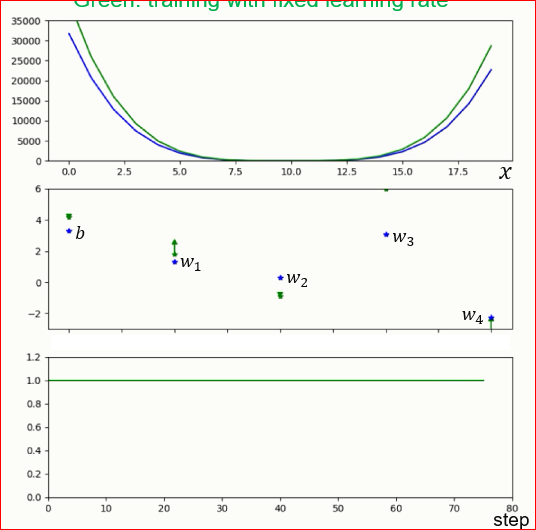 Green: training with fixed learning rate
35000
30000
25000
20000
15000
10000
5000
0
0.0 2.5 5.0 7.5 10.0 12.5 15.0 17.5 x
6
4
2
0
−2
b
w₁
w₂
w₃
w₄
1.2
1.0
0.8
0.6
0.4
0.2
0.0
0 10 20 30 40 50 60 70 80
step